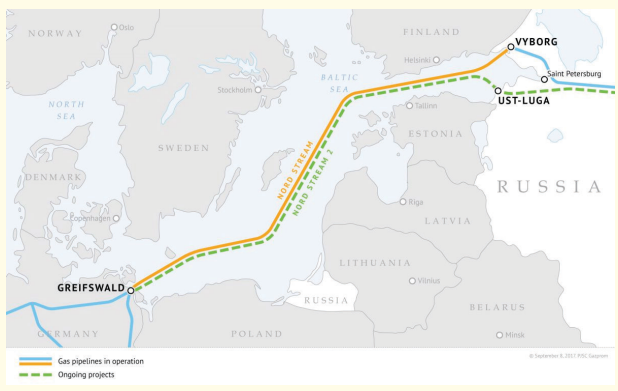 NORWAY
Oslo
FINLAND
VYBORG
Helsinki
Saint Petersburg
BALTIC
SEA
Stockholm
UST-LUGA
NORTH
SEA
Tallinn
ESTONIA
SWEDEN
NORD STREAM
NORD STREAM 2
RUSSIA
DENMARK
Copenhagen
Riga
LATVIA
LITHUANIA
Vilnius
GREIFSWALD
RUSSIA
BELARUS
GERMANY
POLAND
Minsk
Gas pipelines in operation
Ongoing projects